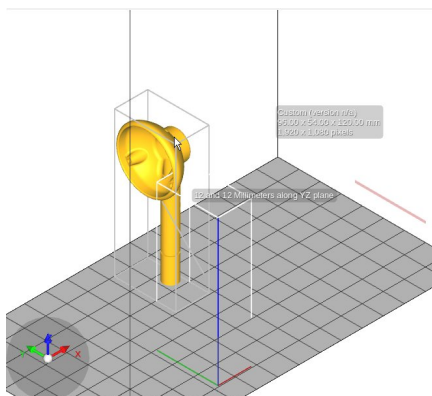 Custom (version n/a)
96.00 x 54.00 x 120.00 mm
1.920 x 1.080 pixels
12 and 12 Millimeters along YZ plane
X